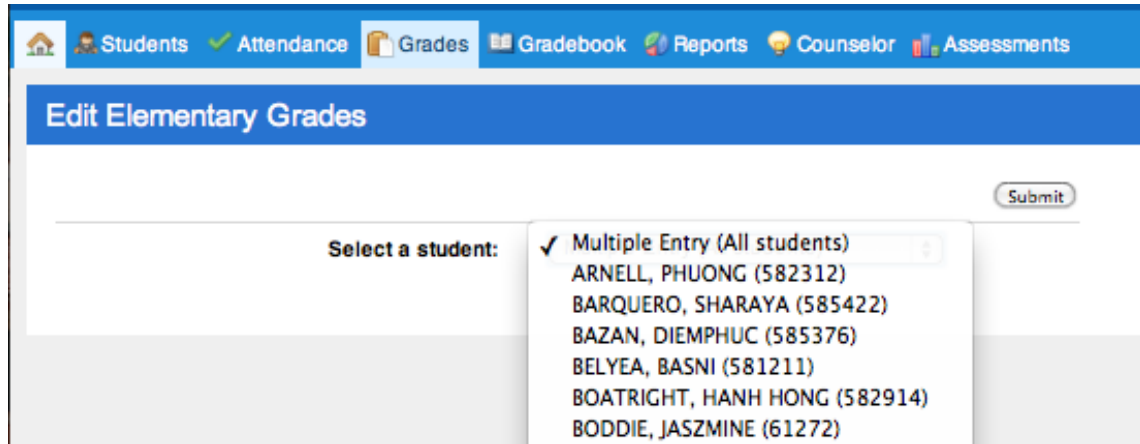 Students Attendance Grades Gradebook Reports Counselor Assessments
Edit Elementary Grades
Submit
Select a student: ✓ Multiple Entry (All students)
ARNELL, PHUONG (582312)
BARQUERO, SHARAYA (585422)
BAZAN, DIEMPHUC (585376)
BELYEA, BASNI (581211)
BOATRIGHT, HANH HONG (582914)
BODDIE, JASZMINE (61272)